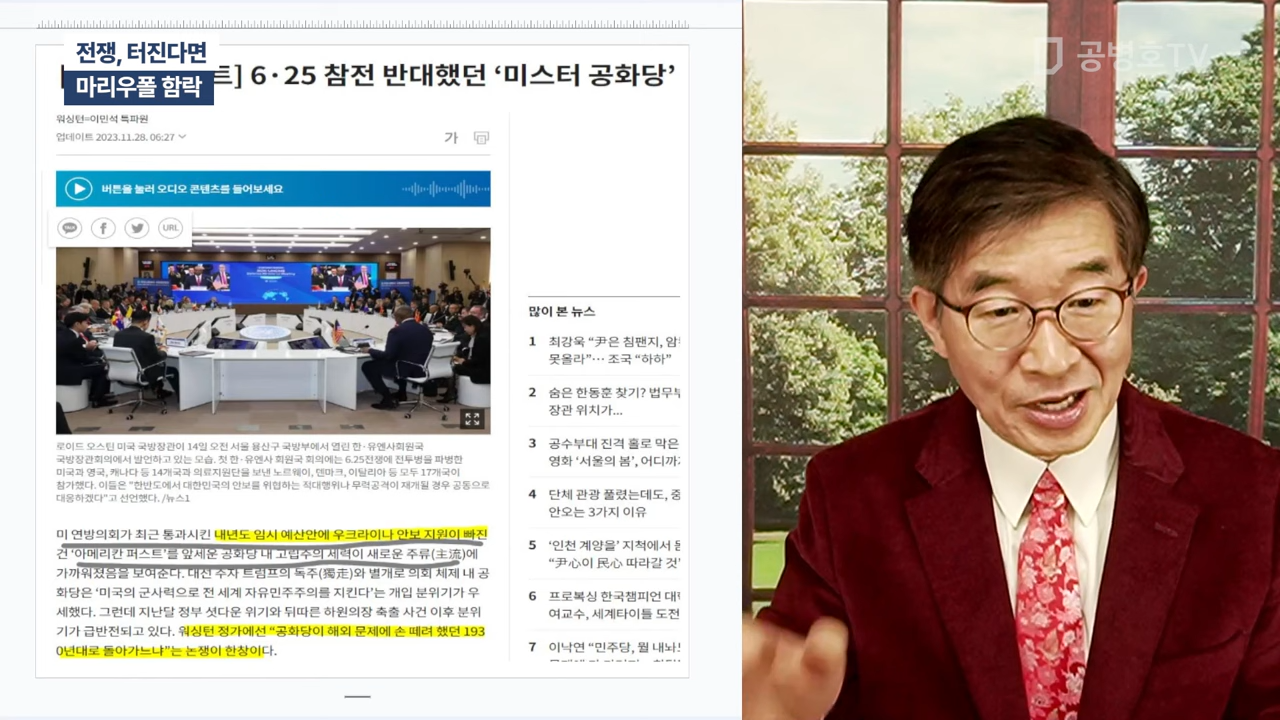 전쟁, 터진다면
마리우폴 함락
트] 6·25 참전 반대했던 ‘미스터 공화당’
워싱턴=이민석 특파원
업데이트 2023.11.28. 06:27
가
버튼을 눌러 오디오 콘텐츠를 들어보세요
URL
로이드 오스틴 미국 국방장관이 14일 오전 서울 용산구 국방부에서 열린 한·유엔사회원국
국방장관회의에서 발언하고 있는 모습. 첫 한·유엔사 회원국 회의에는 6.25전쟁에 전투병을 파병한
미국과 영국, 캐나다 등 14개국과 의료지원단을 보낸 노르웨이, 덴마크, 이탈리아 등 모두 17개국이
참가했다. 이들은 “한반도에서 대한민국의 안보를 위협하는 적대행위나 무력공격이 재개될 경우 공동으로
대응하겠다”고 선언했다. /뉴스1
미 연방의회가 최근 통과시킨 내년도 임시 예산안에 우크라이나 안보 지원이 빠진
건 ‘아메리칸 퍼스트’를 앞세운 공화당 내 고립주의 세력이 새로운 주류(主流)에
가까워졌음을 보여준다. 대선 주자 트럼프의 독주(獨走)와 별개로 의회 체제 내 공
화당은 ‘미국의 군사력으로 전 세계 자유민주주의를 지킨다’는 개입 분위기가 우
세했다. 그런데 지난달 정부 셧다운 위기와 뒤따른 하원의장 축출 사건 이후 분위
기가 급반전되고 있다. 워싱턴 정가에선 “공화당이 해외 문제에 손 떼려 했던 193
0년대로 돌아가느냐”는 논쟁이 한창이다.
많이 본 뉴스
1 최강욱 “尹은 침팬지, 암
못올라”… 조국 “하하”
2 숨은 한동훈 찾기? 법무부
장관 위치가...
3 공수부대 진격 홀로 막은
영화 ‘서울의 봄’, 어디까지
4 단체 관광 풀렸는데도, 중
안오는 3가지 이유
5 ‘인천 계양을’ 지척에서
“尹心이 民心 따라갈 것”
6 프로복싱 한국챔피언 대
여교수, 세계타이틀 도전
7 이낙연 “민주당, 뭘 내놔도
공병호TV